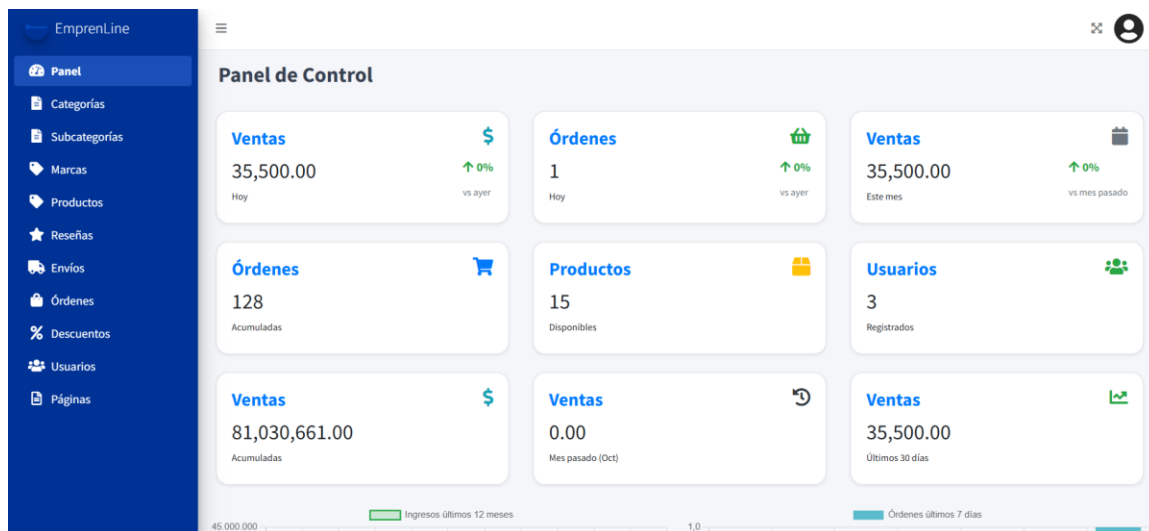 EmprenLine
Panel
Categorías
Subcategorías
Marcas
Productos
Reseñas
Envíos
Órdenes
Descuentos
Usuarios
Páginas
Panel de Control
Ventas
35,500.00
0%
Hoy
vs ayer
Órdenes
1
0%
Hoy
vs ayer
Ventas
35,500.00
0%
Este mes
vs mes pasado
Órdenes
128
Acumuladas
Productos
15
Disponibles
Usuarios
3
Registrados
Ventas
81,030,661.00
Acumuladas
Ventas
0.00
Mes pasado (Oct)
Ventas
35,500.00
Últimos 30 días
Ingresos últimos 12 meses
45.000.000
Órdenes últimos 7 días
1,0